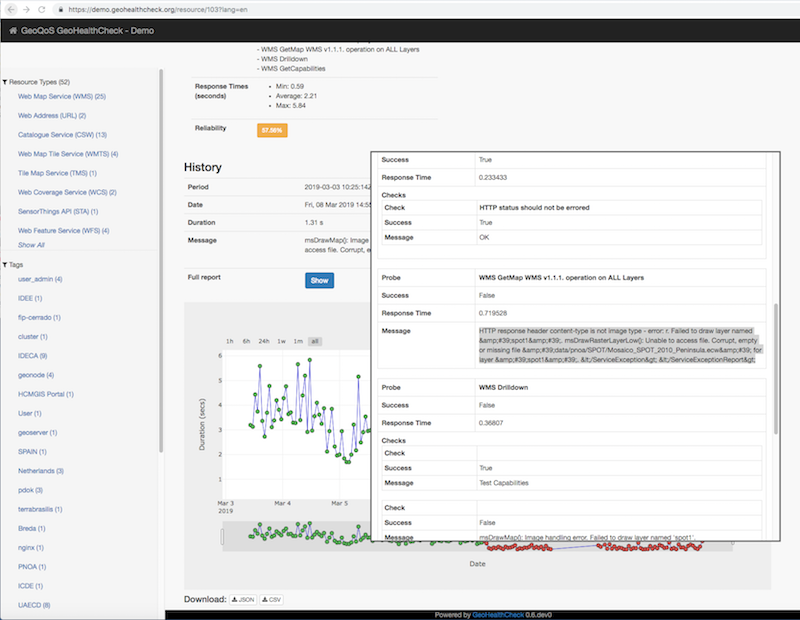 https://demo.geohealthcheck.org/resource/103?lang=en
GeoQoS GeoHealthCheck - Demo
Resource Types (52)
Web Map Service (WMS) (25)
Web Address (URL) (2)
Catalogue Service (CSW) (13)
Web Map Tile Service (WMTS) (4)
Tile Map Service (TMS) (1)
Web Coverage Service (WCS) (2)
SensorThings API (STA) (1)
Web Feature Service (WFS) (4)
Show All
Tags
user_admin (4)
IDEE (1)
fip-cerrado (1)
cluster (1)
IDECA (9)
geonode (4)
HCMGIS Portal (1)
User (1)
geoserver (1)
SPAIN (1)
Netherlands (3)
pdok (3)
terrabrasilis (1)
Breda (1)
nginx (1)
PNOA (1)
ICDE (1)
UAECD (8)
- WMS GetMap WMS v1.1.1. operation on ALL Layers
- WMS Drilldown
- WMS GetCapabilities
Response Times (seconds)
• Min: 0.59
• Average: 2.21
• Max: 5.84
Reliability
57.56%
History
Period 2019-03-03 10:25:14
Date Fri, 08 Mar 2019 14:55
Duration 1.31 s
Message msDrawMap(): Image
access file. Corrupt, e
Full report Show
1h 6h 24h 1w 1m all
Duration (secs)
6
5
4
3
2
1
Mar 3
2019
Mar 4
Mar 5
Date
Download: JSON CSV
Success True
Response Time 0.233433
Checks
Check HTTP status should not be errored
Success True
Message OK
Probe WMS GetMap WMS v1.1.1. operation on ALL Layers
Success False
Response Time 0.719528
Message HTTP response header content-type is not image type - error: r. Failed to draw layer named
&amp;#39;spot1&amp;#39;. msDrawRasterLayerLow(): Unable to access file. Corrupt, empty
or missing file &amp;#39;data/pnoa/SPOT/Mosaico_SPOT_2010_Peninsula.ecw&amp;#39; for
layer &amp;#39;spot1&amp;#39;. &lt;/ServiceException&gt; &lt;/ServiceExceptionReport&gt;
Probe WMS Drilldown
Success False
Response Time 0.36807
Checks
Check
Success True
Message Test Capabilities
Check
Success False
Message msDrawMap(): Image handling error. Failed to draw layer named 'spot1'.
Powered by GeoHealthCheck 0.6.dev0